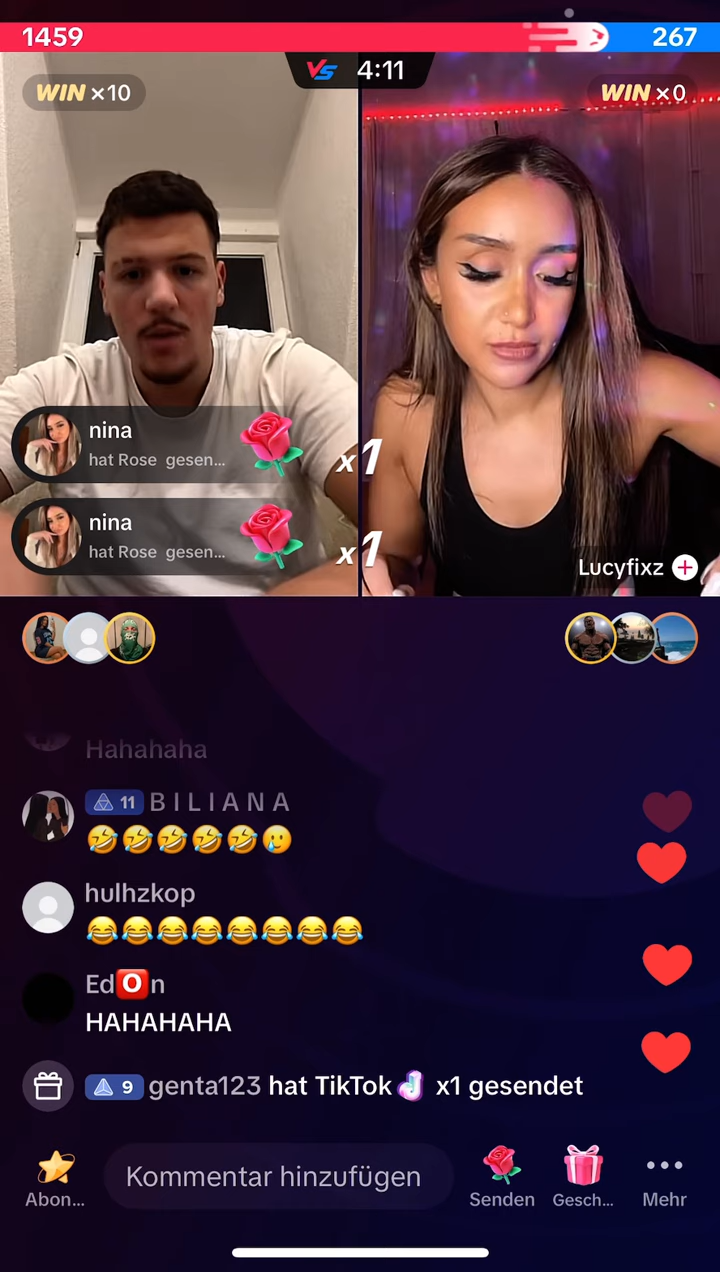 1459
267
VS 4:11
WIN ×10
WIN ×0
nina
hat Rose gesen...
x1
nina
hat Rose gesen...
x1
Lucyfixz
Hahahaha
11 B I L I A N A
🤣🤣🤣🤣🤣🥲
hulhzkop
😂😂😂😂😂😂😂😂
Ed🅾️n
HAHAHAHA
9 genta123 hat TikTok x1 gesendet
Kommentar hinzufügen
Abon...
Senden
Gesch...
Mehr